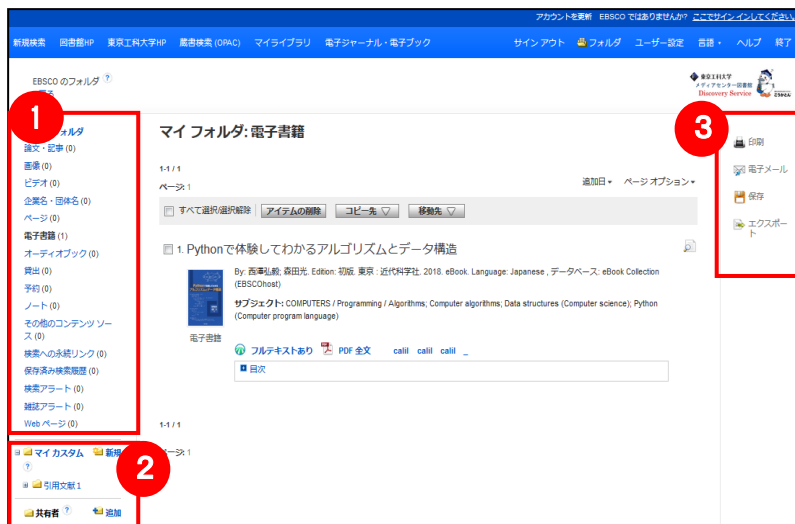 アカウントを更新 EBSCO ではありませんか? ここでサインインしてください。
新規検索 図書館HP 東京工科大学HP 蔵書検索 (OPAC) マイライブラリ 電子ジャーナル・電子ブック サイン アウト フォルダ ユーザー設定 言語 ヘルプ 終了
EBSCO のフォルダ ?
東京工科大学
メディアセンター図書館
Discovery Service
1
ォルダ
論文・記事 (0)
画像 (0)
ビデオ (0)
企業名・団体名 (0)
ページ (0)
電子書籍 (1)
オーディオブック (0)
貸出 (0)
予約 (0)
ノート (0)
その他のコンテンツ ソー
ス (0)
検索への永続リンク (0)
保存済み検索履歴 (0)
検索アラート (0)
雑誌アラート (0)
Web ページ (0)
マイ カスタム 新規
?
引用文献 1
共有者 ? 追加
2
マイ フォルダ: 電子書籍
1-1 / 1
ページ: 1
追加日 ページ オプション
すべて選択/選択解除 アイテムの削除 コピー先 ▽ 移動先 ▽
1. Pythonで体験してわかるアルゴリズムとデータ構造
By: 西澤弘毅; 森田光. Edition: 初版. 東京 : 近代科学社. 2018. eBook. Language: Japanese , データベース: eBook Collection
(EBSCOhost)
サブジェクト: COMPUTERS / Programming / Algorithms; Computer algorithms; Data structures (Computer science); Python
(Computer program language)
電子書籍
フルテキストあり PDF 全文 calil calil calil _
目次
1-1 / 1
ページ: 1
3
印刷
電子メール
保存
エクスポー
ト